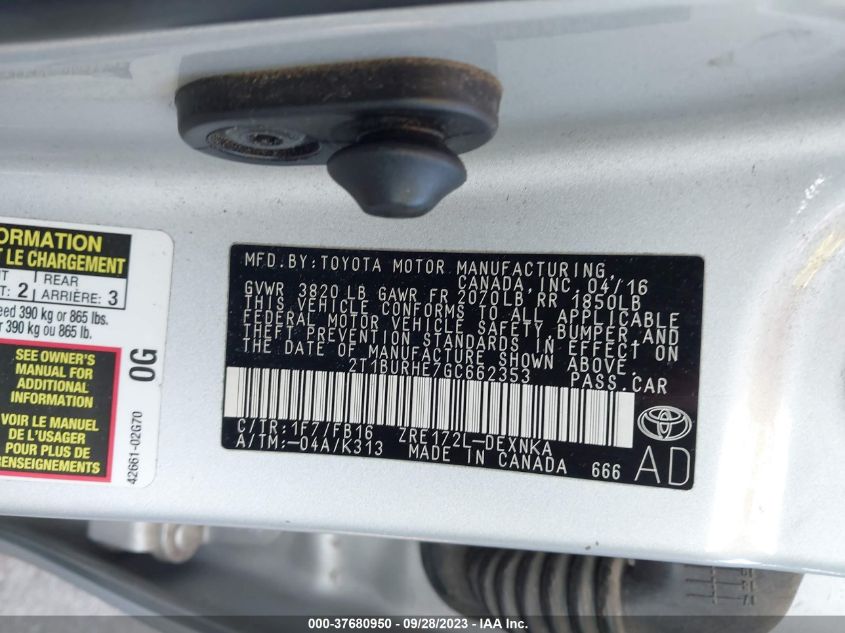 ORMATION
T LE CHARGEMENT
NT REAR
T: 2 ARRIÈRE: 3
eed 390 kg or 865 lbs.
r 390 kg ou 865 lb.
SEE OWNER'S
MANUAL FOR
ADDITIONAL
INFORMATION
VOIR LE MANUEL
DE L'USAGER
POUR PLUS DE
RENSEIGNEMENTS
0G
42661-02G70
MFD.BY:TOYOTA MOTOR MANUFACTURING,
CANADA,INC.04/16
GVWR 3820 LB GAWR FR 2070LB RR 1850LB
THIS VEHICLE CONFORMS TO ALL APPLICABLE
FEDERAL MOTOR VEHICLE SAFETY,BUMPER,AND
THEFT PREVENTION STANDARDS IN EFFECT ON
THE DATE OF MANUFACTURE SHOWN ABOVE.
2T1BURHE7GC662353 PASS.CAR
C/TR:1F7/FB16 ZRE172L-DEXNKA
A/TM:-04A/K313 MADE IN CANADA 666
TOYOTA
AD
000-37680950 / 09/28/2023 - IAA Inc.